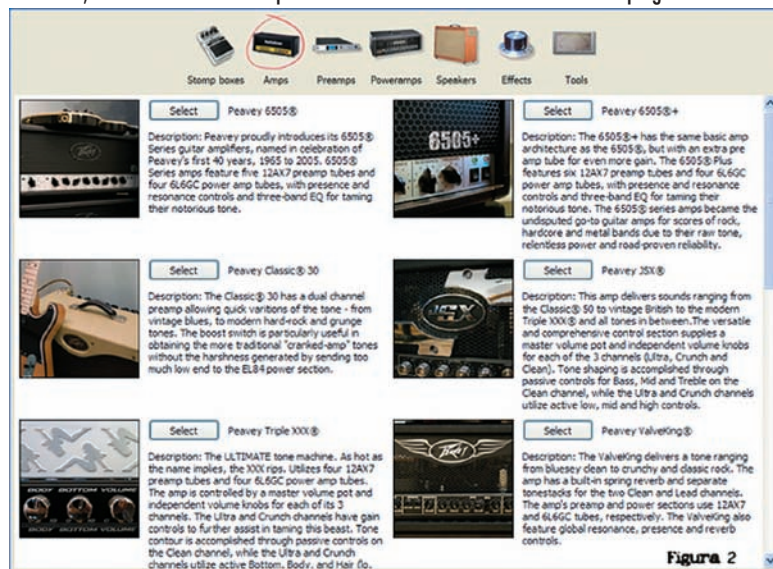 Stomp boxes Amps Preamps Poweramps Speakers Effects Tools
Select Peavey 6505®
Description: Peavey proudly introduces its 6505®
Series guitar amplifiers, named in celebration of
Peavey's first 40 years, 1965 to 2005. 6505®
Series amps feature five 12AX7 preamp tubes and
four 6L6GC power amp tubes, with presence and
resonance controls and three-band EQ for taming
their notorious tone.
6505+
Select Peavey 6505®+
Description: The 6505®+ has the same basic amp
architecture as the 6505®, but with an extra pre
amp tube for even more gain. The 6505® Plus
features six 12AX7 preamp tubes and four 6L6GC
power amp tubes, with presence and resonance
controls and three-band EQ for taming their
notorious tone. The 6505® series amps became the
undisputed go-to guitar amps for scores of rock,
hardcore and metal bands due to their raw tone,
relentless power and road-proven reliability.
Select Peavey Classic® 30
Description: The Classic® 30 has a dual channel
preamp allowing quick varitions of the tone - from
vintage blues, to modern hard-rock and grunge
tones. The boost switch is particularly useful in
obtaining the more traditional "cranked-amp" tones
without the harshness generated by sending too
much low end to the EL84 power section.
JSX
Select Peavey JSX®
Description: This amp delivers sounds ranging from
the Classic® 50 to vintage British to the modern
Triple XXX® and all tones in between.The versatile
and comprehensive control section supplies a
master volume pot and independent volume knobs
for each of the 3 channels (Ultra, Crunch and
Clean). Tone shaping is accomplished through
passive controls for Bass, Mid and Treble on the
Clean channel, while the Ultra and Crunch channels
utilize active low, mid and high controls.
BODY BOTTOM VOLUME
Select Peavey Triple XXX®
Description: The ULTIMATE tone machine. As hot as
the name implies, the XXX rips. Utilizes four 12AX7
preamp tubes and four 6L6GC power amp tubes.
The amp is controlled by a master volume pot and
independent volume knobs for each of its 3
channels. The Ultra and Crunch channels have gain
controls to further assist in taming this beast. Tone
contour is accomplished through passive controls on
the Clean channel, while the Ultra and Crunch
channels utilize active Bottom, Body, and Hair (lo,
Peavey
Select Peavey ValveKing®
Description: The ValveKing delivers a tone ranging
from bluesey clean to crunchy and classic rock. The
amp has a built-in spring reverb and separate
tonestacks for the two Clean and Lead channels.
The amp's preamp and power sections use 12AX7
and 6L6GC tubes, respectively. The ValveKing also
feature global resonance, presence and reverb
controls.
Figura 2